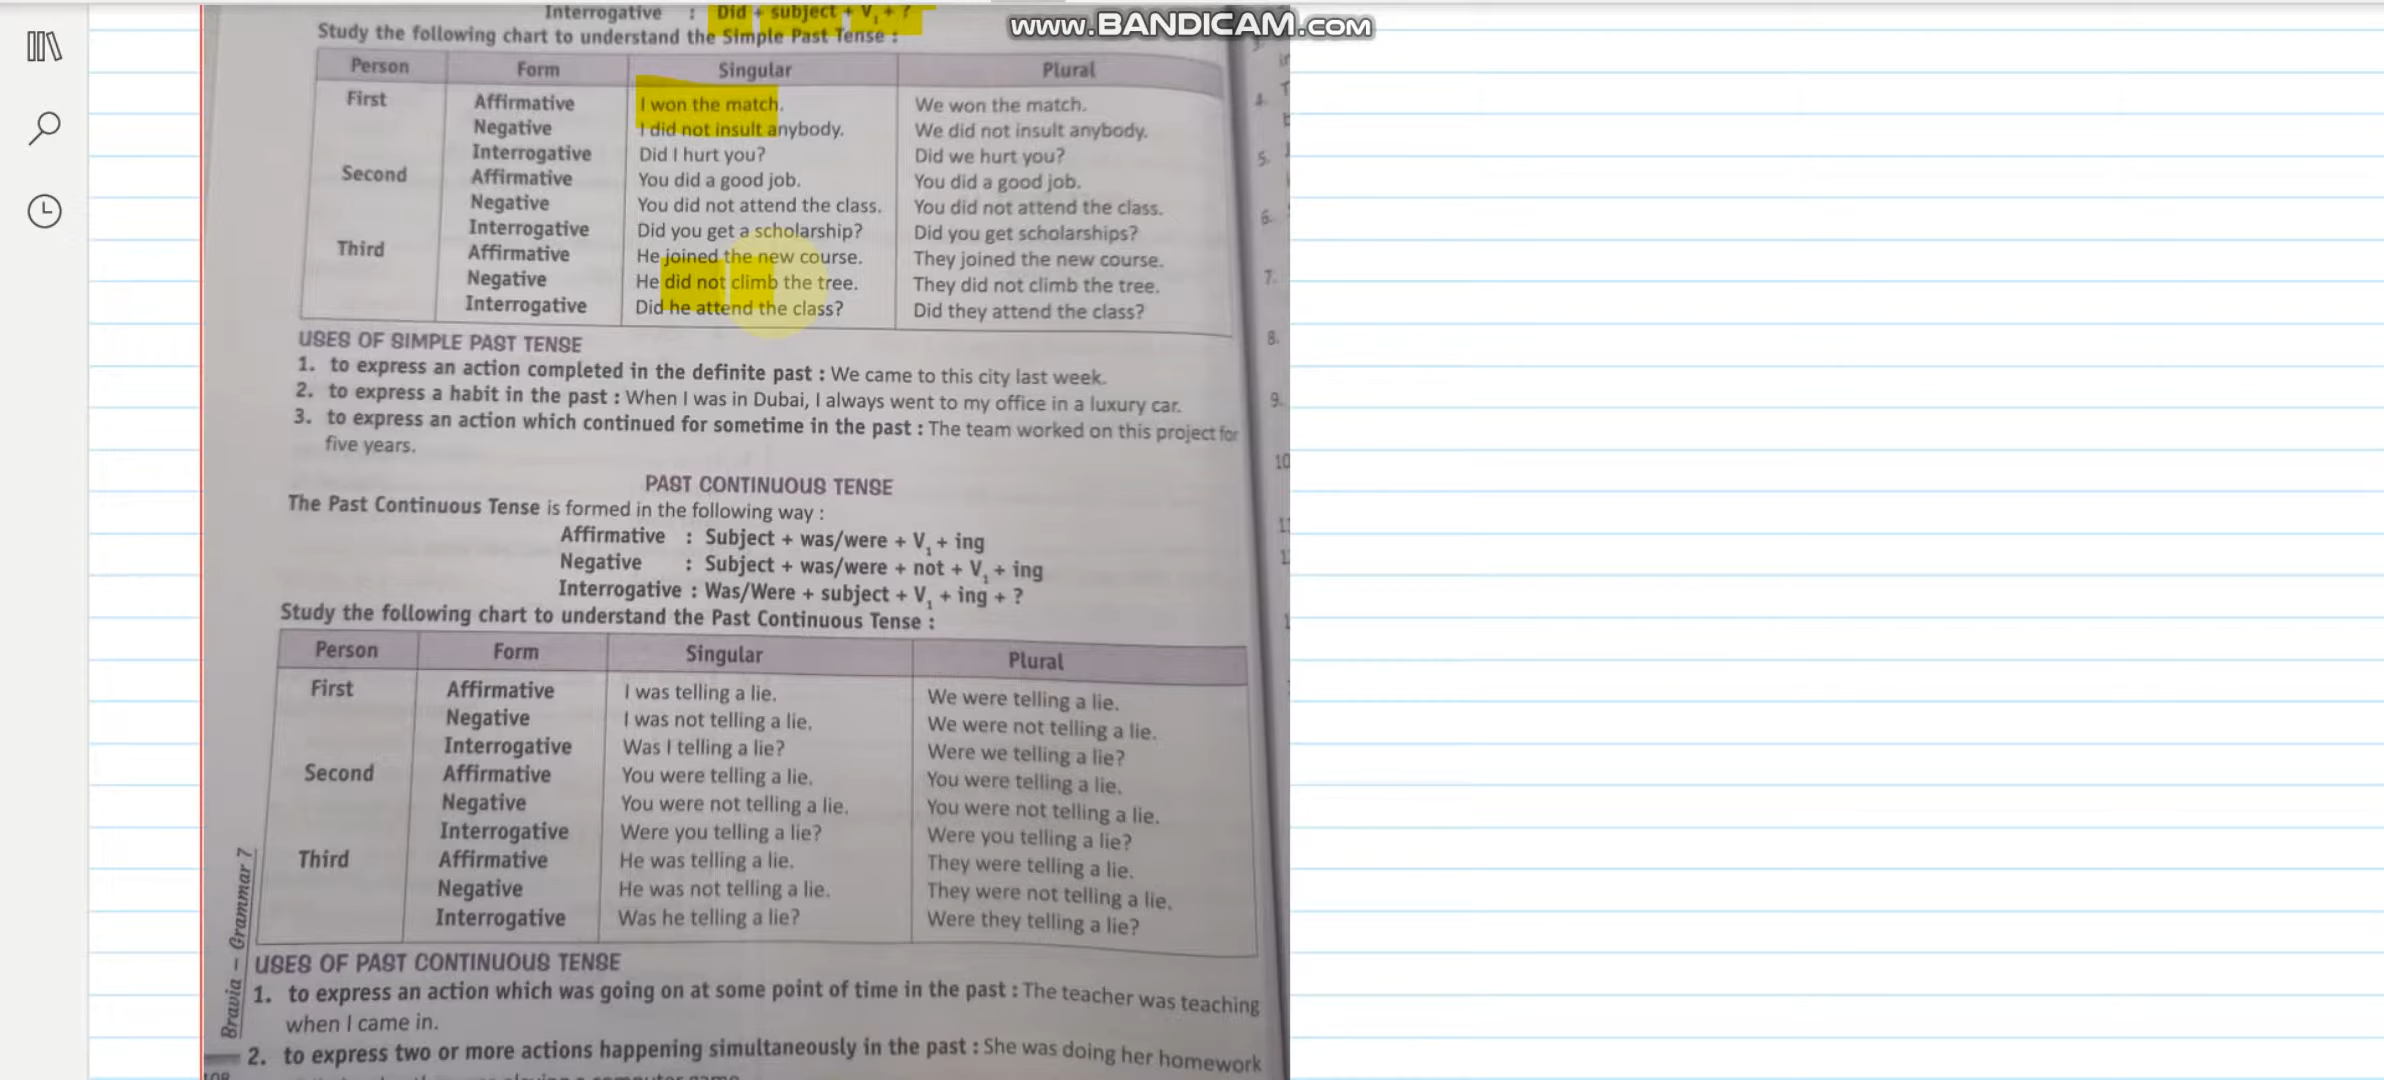 www.BANDICAM.com
Interrogative : Did + subject + V1 + ?
Study the following chart to understand the Simple Past Tense :
Person Form Singular Plural
First Affirmative I won the match. We won the match.
Negative I did not insult anybody. We did not insult anybody.
Interrogative Did I hurt you? Did we hurt you?
Second Affirmative You did a good job. You did a good job.
Negative You did not attend the class. You did not attend the class.
Interrogative Did you get a scholarship? Did you get scholarships?
Third Affirmative He joined the new course. They joined the new course.
Negative He did not climb the tree. They did not climb the tree.
Interrogative Did he attend the class? Did they attend the class?
USES OF SIMPLE PAST TENSE
1. to express an action completed in the definite past : We came to this city last week.
2. to express a habit in the past : When I was in Dubai, I always went to my office in a luxury car.
3. to express an action which continued for sometime in the past : The team worked on this project for
five years.
PAST CONTINUOUS TENSE
The Past Continuous Tense is formed in the following way :
Affirmative : Subject + was/were + V1 + ing
Negative : Subject + was/were + not + V1 + ing
Interrogative : Was/Were + subject + V1 + ing + ?
Study the following chart to understand the Past Continuous Tense :
Person Form Singular Plural
First Affirmative I was telling a lie. We were telling a lie.
Negative I was not telling a lie. We were not telling a lie.
Interrogative Was I telling a lie? Were we telling a lie?
Second Affirmative You were telling a lie. You were telling a lie.
Negative You were not telling a lie. You were not telling a lie.
Interrogative Were you telling a lie? Were you telling a lie?
Third Affirmative He was telling a lie. They were telling a lie.
Negative He was not telling a lie. They were not telling a lie.
Interrogative Was he telling a lie? Were they telling a lie?
USES OF PAST CONTINUOUS TENSE
1. to express an action which was going on at some point of time in the past : The teacher was teaching
when I came in.
2. to express two or more actions happening simultaneously in the past : She was doing her homework
Bravia – Grammar 7
4.
5.
6.
7.
8.
9.
10